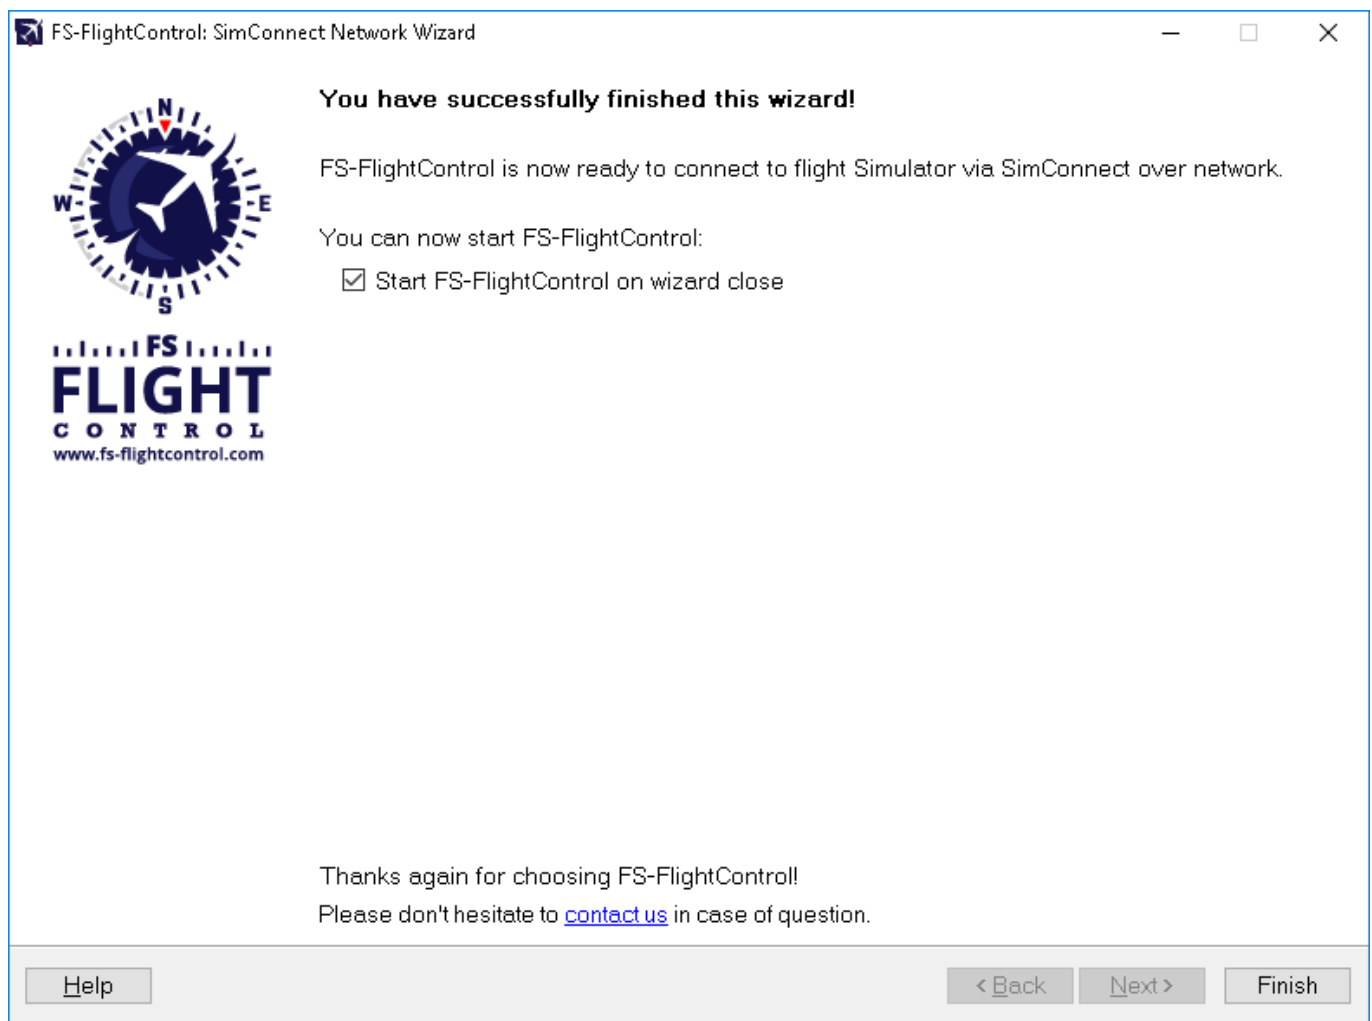 FS-FlightControl: SimConnect Network Wizard
N
W
E
S
FS
FLIGHT
CONTROL
www.fs-flightcontrol.com
You have successfully finished this wizard!
FS-FlightControl is now ready to connect to flight Simulator via SimConnect over network.
You can now start FS-FlightControl:
Start FS-FlightControl on wizard close
Thanks again for choosing FS-FlightControl!
Please don't hesitate to contact us in case of question.
Help
< Back
Next >
Finish